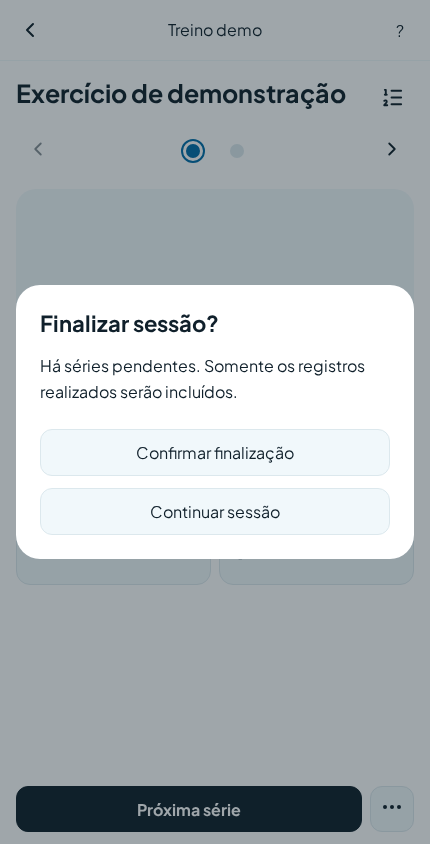 Treino demo
?
Exercício de demonstração
Finalizar sessão?
Há séries pendentes. Somente os registros
realizados serão incluídos.
Confirmar finalização
Continuar sessão
Próxima série